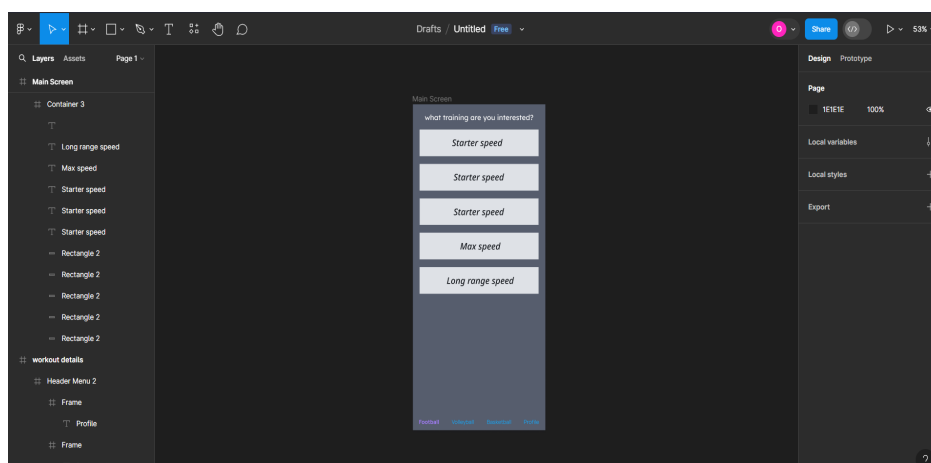 Drafts / Untitled Free
O
Share
53%
Layers Assets Page 1
Main Screen
Container 3
Long range speed
Max speed
Starter speed
Starter speed
Starter speed
Rectangle 2
Rectangle 2
Rectangle 2
Rectangle 2
Rectangle 2
workout details
Header Menu 2
Frame
Profile
Frame
Main Screen
what training are you interested?
Starter speed
Starter speed
Starter speed
Max speed
Long range speed
Football Basketball Profile
Design Prototype
Page
1E1E1E 100%
Local variables
Local styles
Export
?